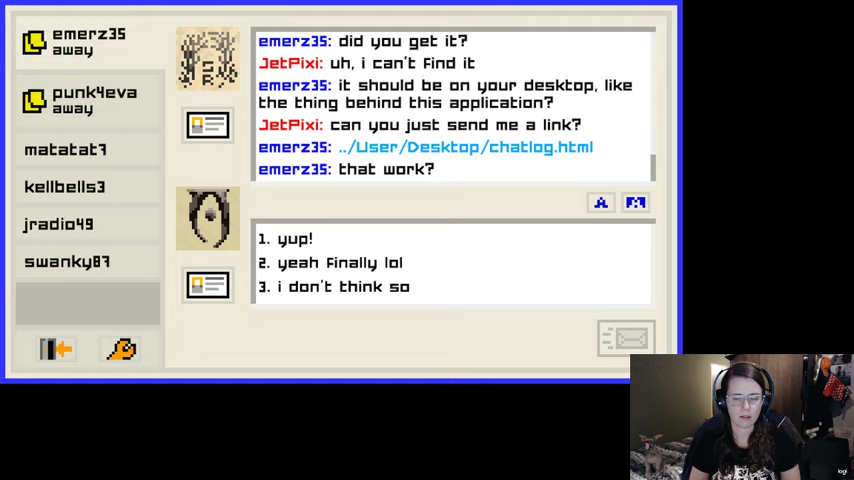 emerz35
away
punk4eva
away
matatat7
kellbells3
jradio49
swanky87
emerz35: did you get it?
JetPixi: uh, i can't find it
emerz35: it should be on your desktop, like
the thing behind this application?
JetPixi: can you just send me a link?
emerz35: ../User/Desktop/chatlog.html
emerz35: that work?
A
1. yup!
2. yeah finally lol
3. i don't think so
logi